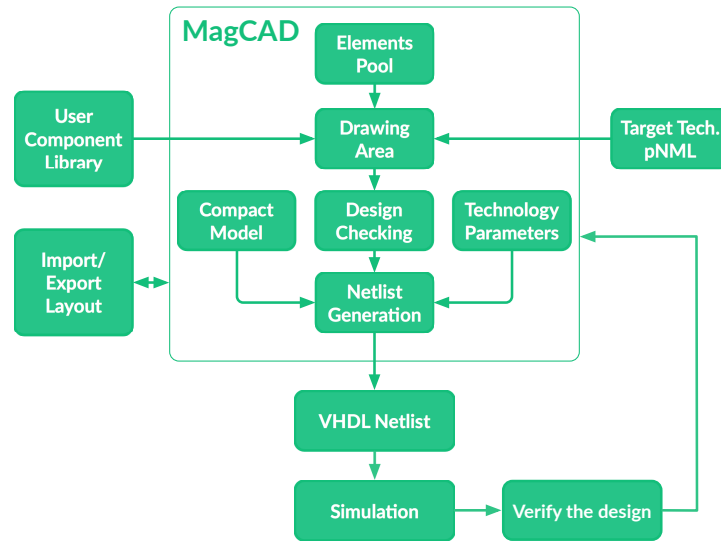 MagCAD
Elements
Pool
User
Component
Library
Drawing
Area
Target Tech.
pNML
Compact
Model
Design
Checking
Technology
Parameters
Import/
Export
Layout
Netlist
Generation
VHDL Netlist
Simulation
Verify the design